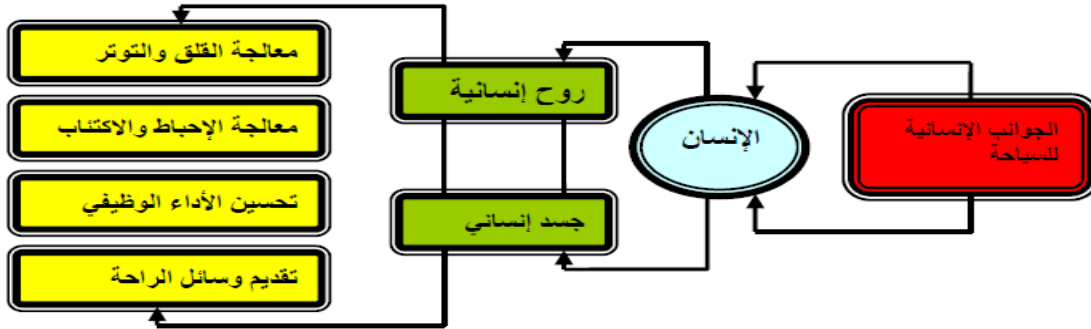 الجوانب الإنسانية
للسياحة
الإنسان
روح إنسانية
جسد إنساني
معالجة القلق والتوتر
معالجة الإحباط والاكتئاب
تحسين الأداء الوظيفي
تقديم وسائل الراحة